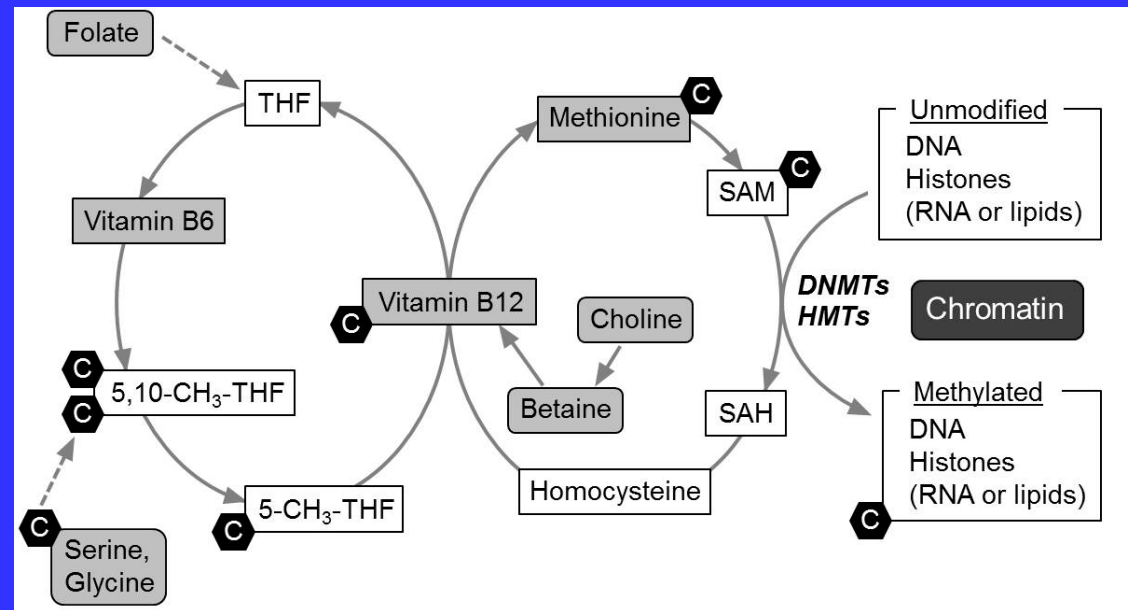 Folate
THF
Vitamin B6
C
C
5,10-CH₃-THF
C
Serine,
Glycine
C
5-CH₃-THF
C
Vitamin B12
Methionine
C
SAM
C
Choline
Betaine
SAH
Homocysteine
DNMTs
HMTs
Unmodified
DNA
Histones
(RNA or lipids)
Chromatin
Methylated
DNA
Histones
(RNA or lipids)
C